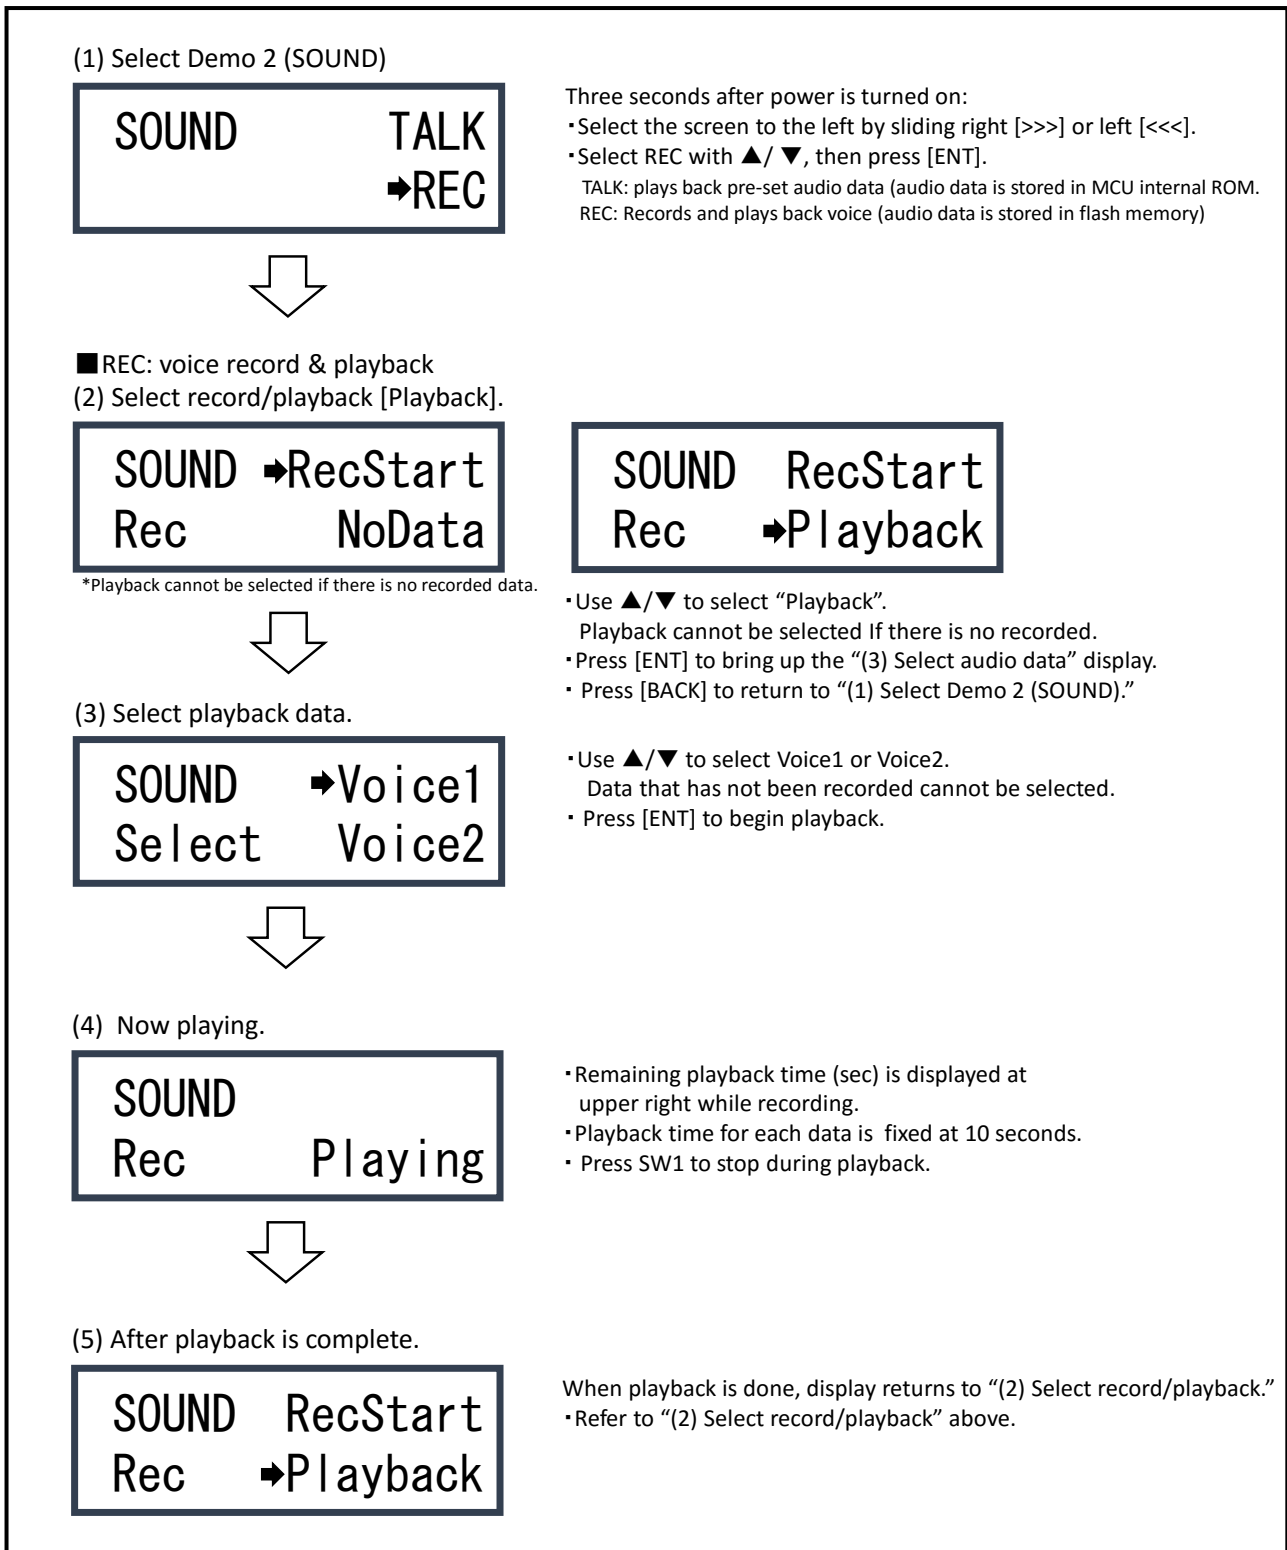 (1) Select Demo 2 (SOUND)
SOUND TALK
➡REC
Three seconds after power is turned on:
・Select the screen to the left by sliding right [>>>] or left [<<<].
・Select REC with ▲/ ▼, then press [ENT].
TALK: plays back pre-set audio data (audio data is stored in MCU internal ROM.
REC: Records and plays back voice (audio data is stored in flash memory)
■REC: voice record & playback
(2) Select record/playback [Playback].
SOUND ➡RecStart
Rec NoData
*Playback cannot be selected if there is no recorded data.
SOUND RecStart
Rec ➡Playback
・Use ▲/▼ to select “Playback”.
Playback cannot be selected If there is no recorded.
・Press [ENT] to bring up the “(3) Select audio data” display.
・Press [BACK] to return to “(1) Select Demo 2 (SOUND).”
(3) Select playback data.
SOUND ➡Voice1
Select Voice2
・Use ▲/▼ to select Voice1 or Voice2.
Data that has not been recorded cannot be selected.
・Press [ENT] to begin playback.
(4) Now playing.
SOUND
Rec Playing
・Remaining playback time (sec) is displayed at
upper right while recording.
・Playback time for each data is fixed at 10 seconds.
・Press SW1 to stop during playback.
(5) After playback is complete.
SOUND RecStart
Rec ➡Playback
When playback is done, display returns to “(2) Select record/playback.”
・Refer to “(2) Select record/playback” above.